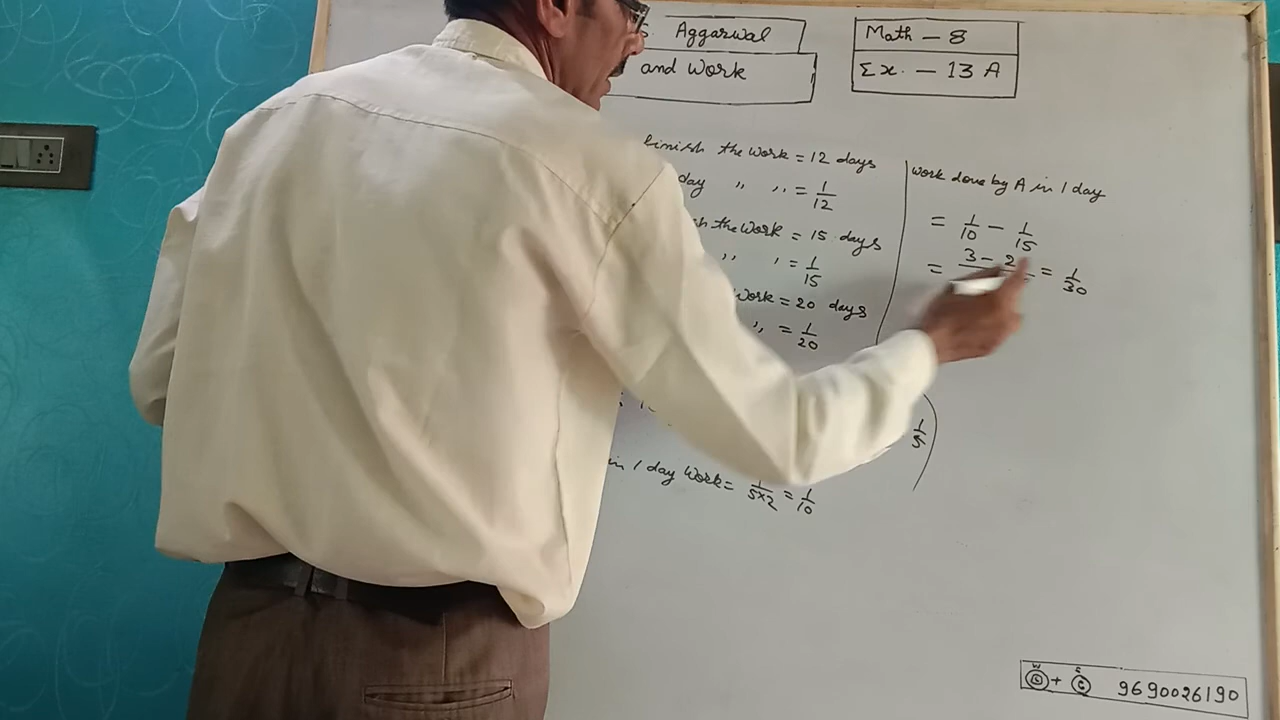 S Aggarwal
and Work
Math - 8
Ex. - 13 A
finish the work = 12 days
day " " = 1/12
the work = 15 days
" " = 1/15
work = 20 days
" = 1/20
1/5
in 1 day work = 1/5×2 = 1/10
work done by A in 1 day
= 1/10 - 1/15
= 3 - 2 = 1/30
W S
+ 9690026190